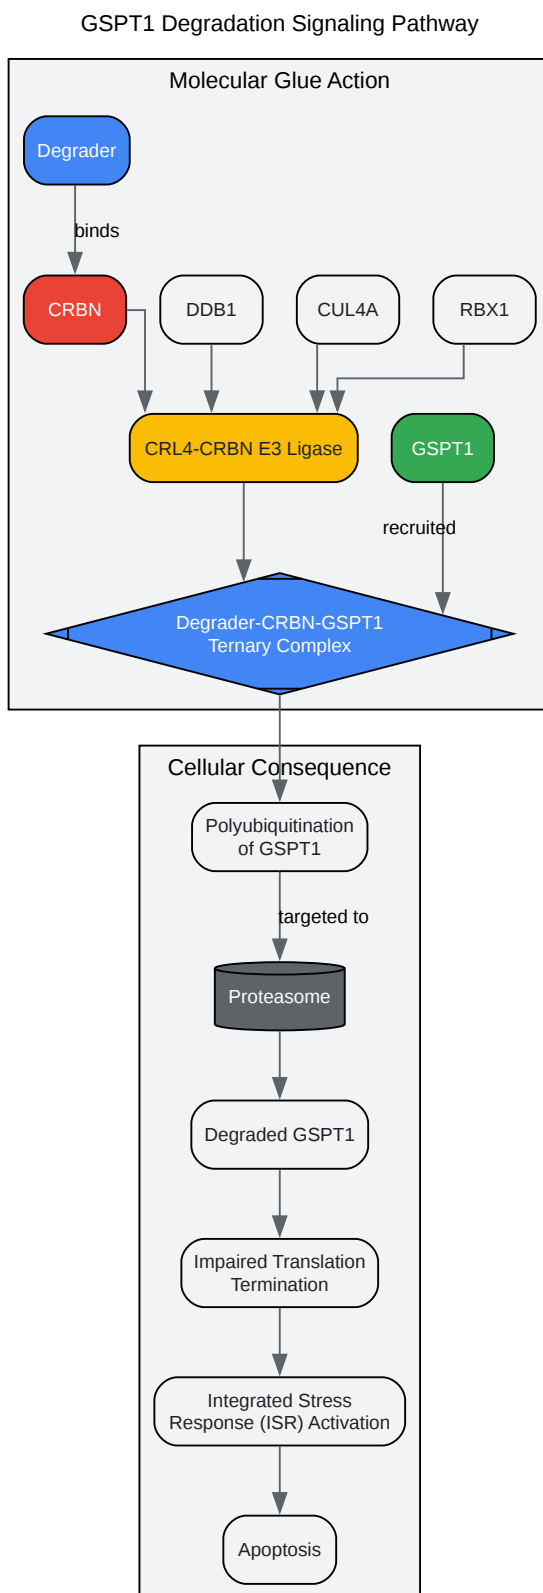 GSPT1 Degradation Signaling Pathway
Molecular Glue Action
Degrader
binds
CRBN
DDB1
CUL4A
RBX1
CRL4-CRBN E3 Ligase
GSPT1
recruited
Degrader-CRBN-GSPT1
Ternary Complex
Cellular Consequence
Polyubiquitination
of GSPT1
targeted to
Proteasome
Degraded GSPT1
Impaired Translation
Termination
Integrated Stress
Response (ISR) Activation
Apoptosis